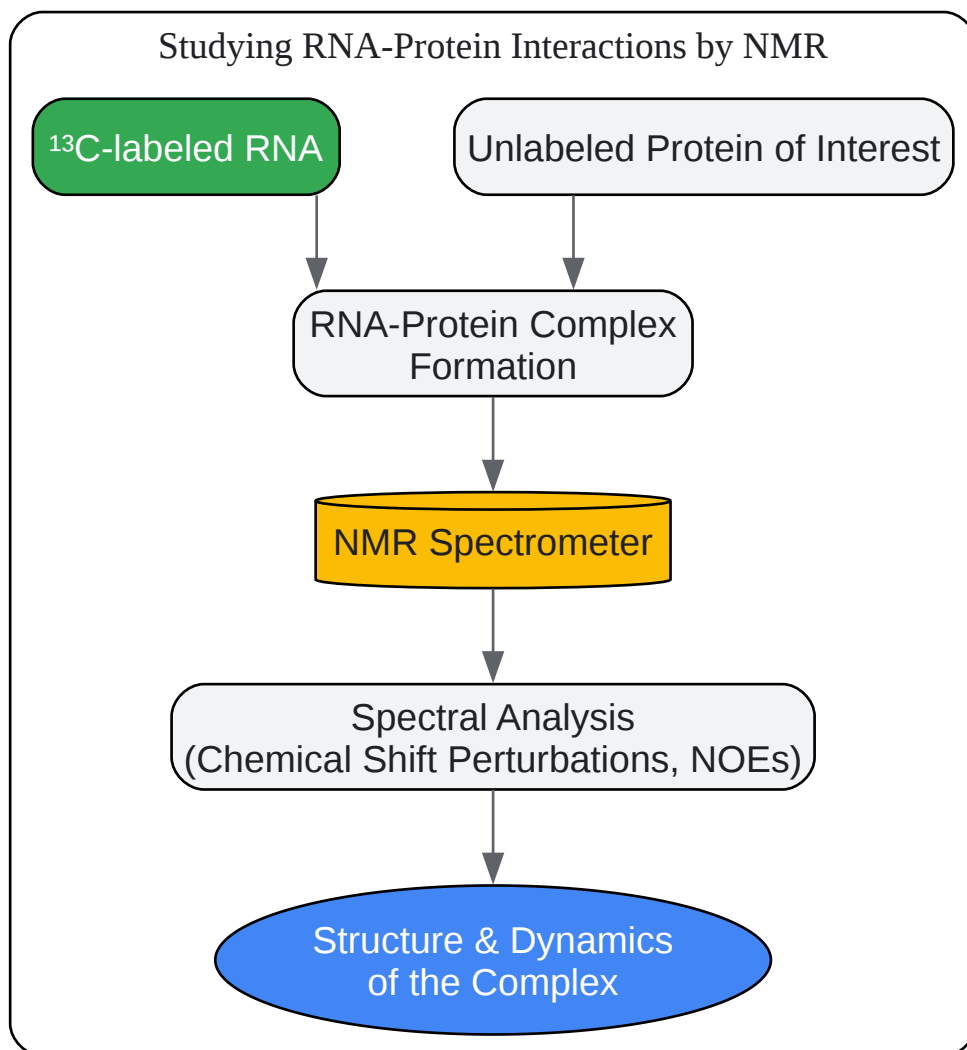 Studying RNA-Protein Interactions by NMR
¹³C-labeled RNA
Unlabeled Protein of Interest
RNA-Protein Complex
Formation
NMR Spectrometer
Spectral Analysis
(Chemical Shift Perturbations, NOEs)
Structure & Dynamics
of the Complex